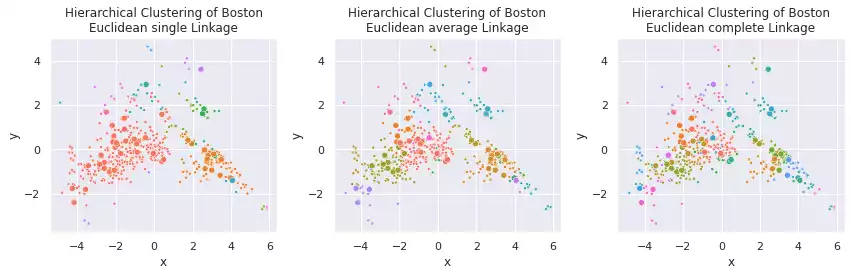 Hierarchical Clustering of Boston
Euclidean single Linkage
4
2
0
−2
y
−4
−2
0
2
4
6
x
Hierarchical Clustering of Boston
Euclidean average Linkage
4
2
0
−2
y
−4
−2
0
2
4
6
x
Hierarchical Clustering of Boston
Euclidean complete Linkage
4
2
0
−2
y
−4
−2
0
2
4
6
x